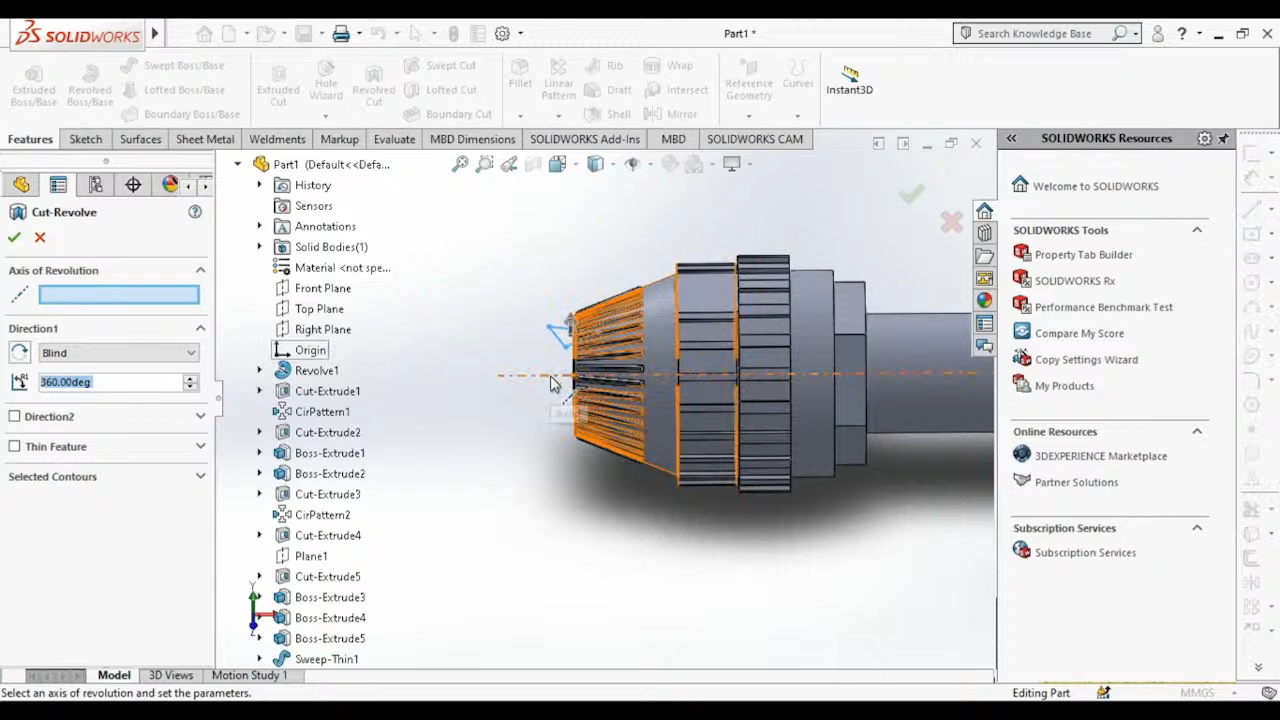 SOLIDWORKS
Part1 *
Search Knowledge Base
?
Extruded Boss/Base
Revolved Boss/Base
Swept Boss/Base
Lofted Boss/Base
Boundary Boss/Base
Extruded Cut
Hole Wizard
Revolved Cut
Swept Cut
Lofted Cut
Boundary Cut
Fillet
Linear Pattern
Rib
Draft
Shell
Wrap
Intersect
Mirror
Reference Geometry
Curves
Instant3D
Features
Sketch
Surfaces
Sheet Metal
Weldments
Markup
Evaluate
MBD Dimensions
SOLIDWORKS Add-Ins
MBD
SOLIDWORKS CAM
Cut-Revolve
Axis of Revolution
Direction1
Blind
360.00deg
Direction2
Thin Feature
Selected Contours
Part1 (Default<<Defa...
History
Sensors
Annotations
Solid Bodies(1)
Material <not spe...
Front Plane
Top Plane
Right Plane
Origin
Revolve1
Cut-Extrude1
CirPattern1
Cut-Extrude2
Boss-Extrude1
Boss-Extrude2
Cut-Extrude3
CirPattern2
Cut-Extrude4
Plane1
Cut-Extrude5
Boss-Extrude3
Boss-Extrude4
Boss-Extrude5
Sweep-Thin1
SOLIDWORKS Resources
Welcome to SOLIDWORKS
SOLIDWORKS Tools
Property Tab Builder
SOLIDWORKS Rx
Performance Benchmark Test
Compare My Score
Copy Settings Wizard
My Products
Online Resources
3DEXPERIENCE Marketplace
Partner Solutions
Subscription Services
Subscription Services
Model
3D Views
Motion Study 1
Select an axis of revolution and set the parameters.
Editing Part
MMGS